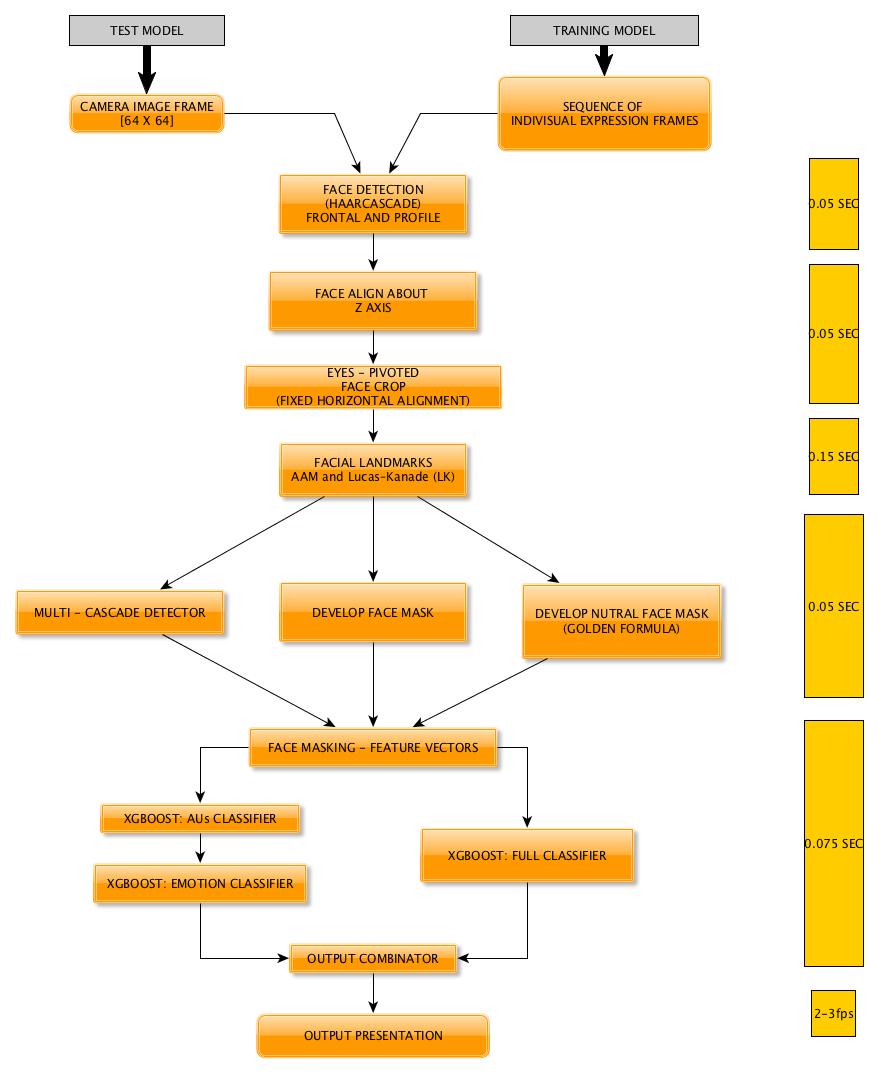 TEST MODEL
TRAINING MODEL
CAMERA IMAGE FRAME
[64 X 64]
SEQUENCE OF
INDIVISUAL EXPRESSION FRAMES
FACE DETECTION
(HAARCASCADE)
FRONTAL AND PROFILE
0.05 SEC
FACE ALIGN ABOUT
Z AXIS
0.05 SEC
EYES - PIVOTED
FACE CROP
(FIXED HORIZONTAL ALIGNMENT)
FACIAL LANDMARKS
AAM and Lucas-Kanade (LK)
0.15 SEC
MULTI - CASCADE DETECTOR
DEVELOP FACE MASK
DEVELOP NUTRAL FACE MASK
(GOLDEN FORMULA)
0.05 SEC
FACE MASKING - FEATURE VECTORS
XGBOOST: AUs CLASSIFIER
XGBOOST: FULL CLASSIFIER
0.075 SEC
XGBOOST: EMOTION CLASSIFIER
OUTPUT COMBINATOR
2-3fps
OUTPUT PRESENTATION